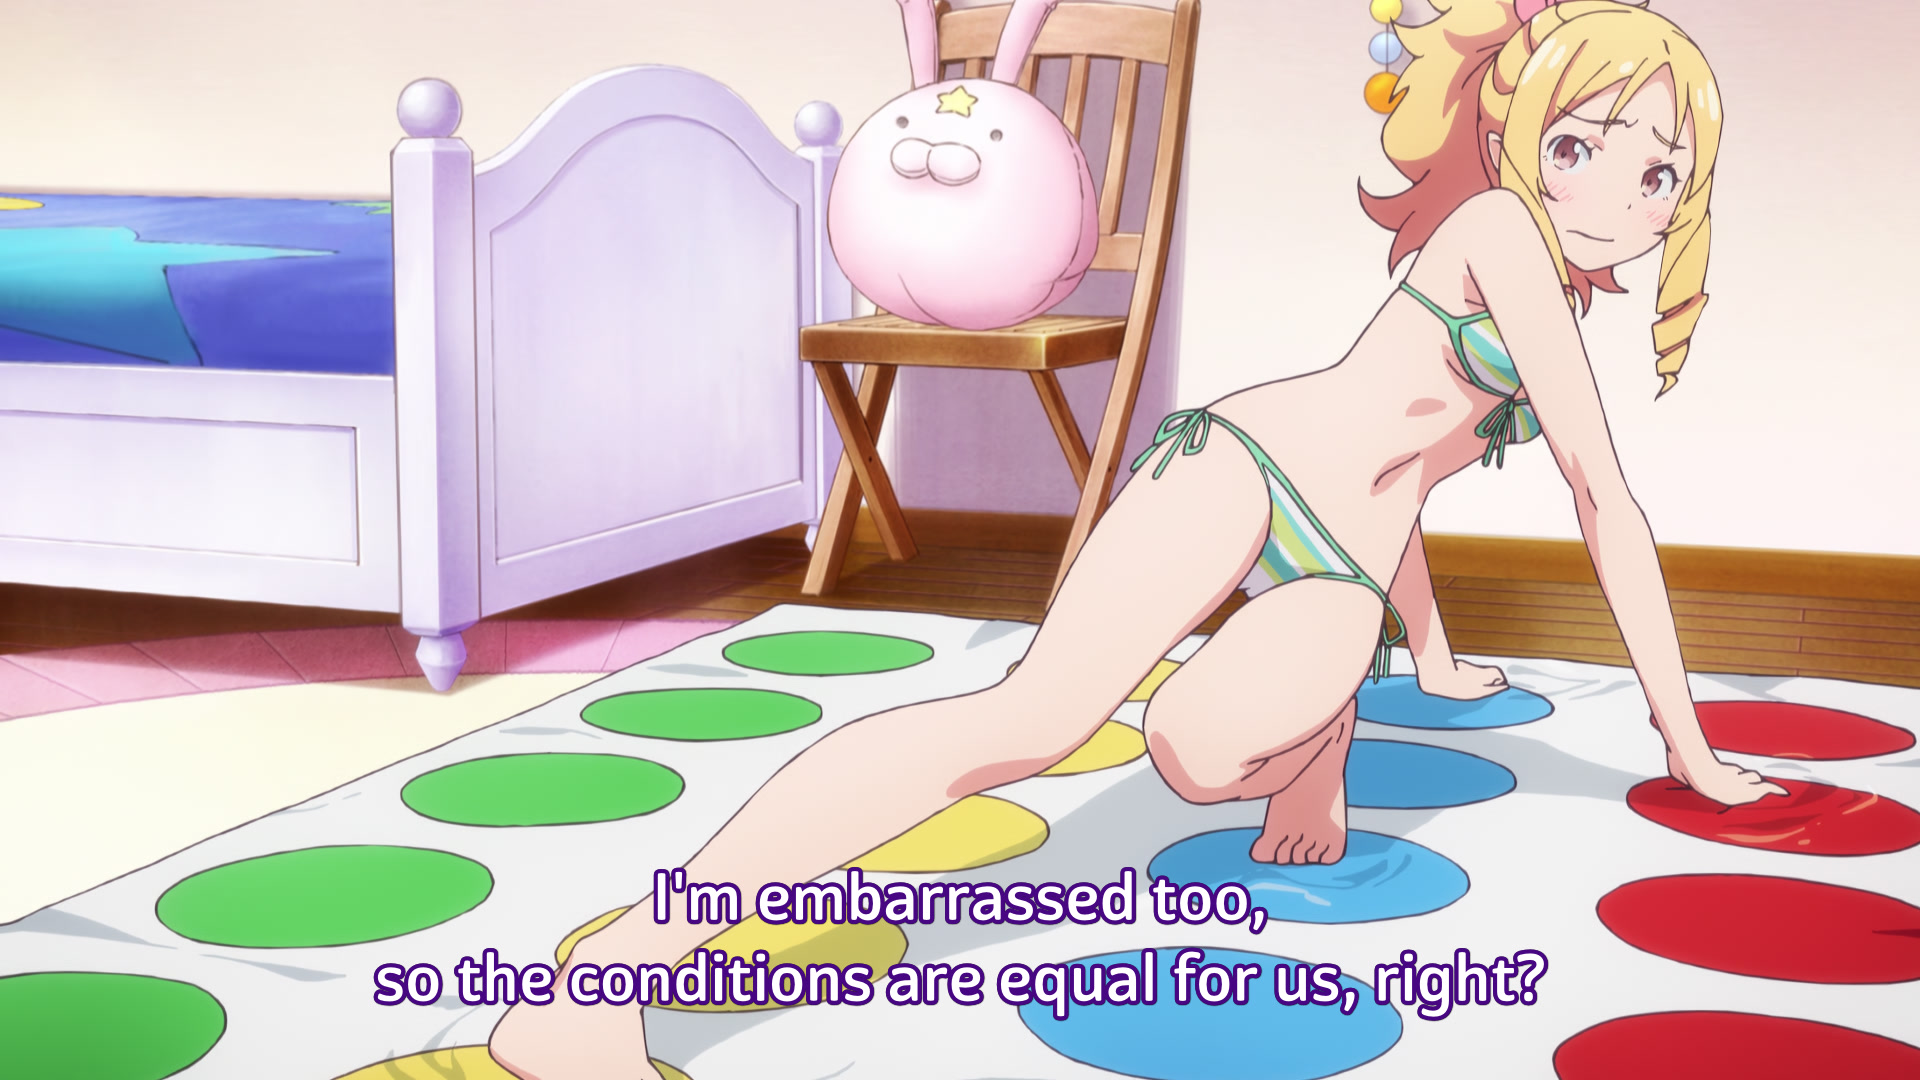 I'm embarrassed too,
so the conditions are equal for us, right?